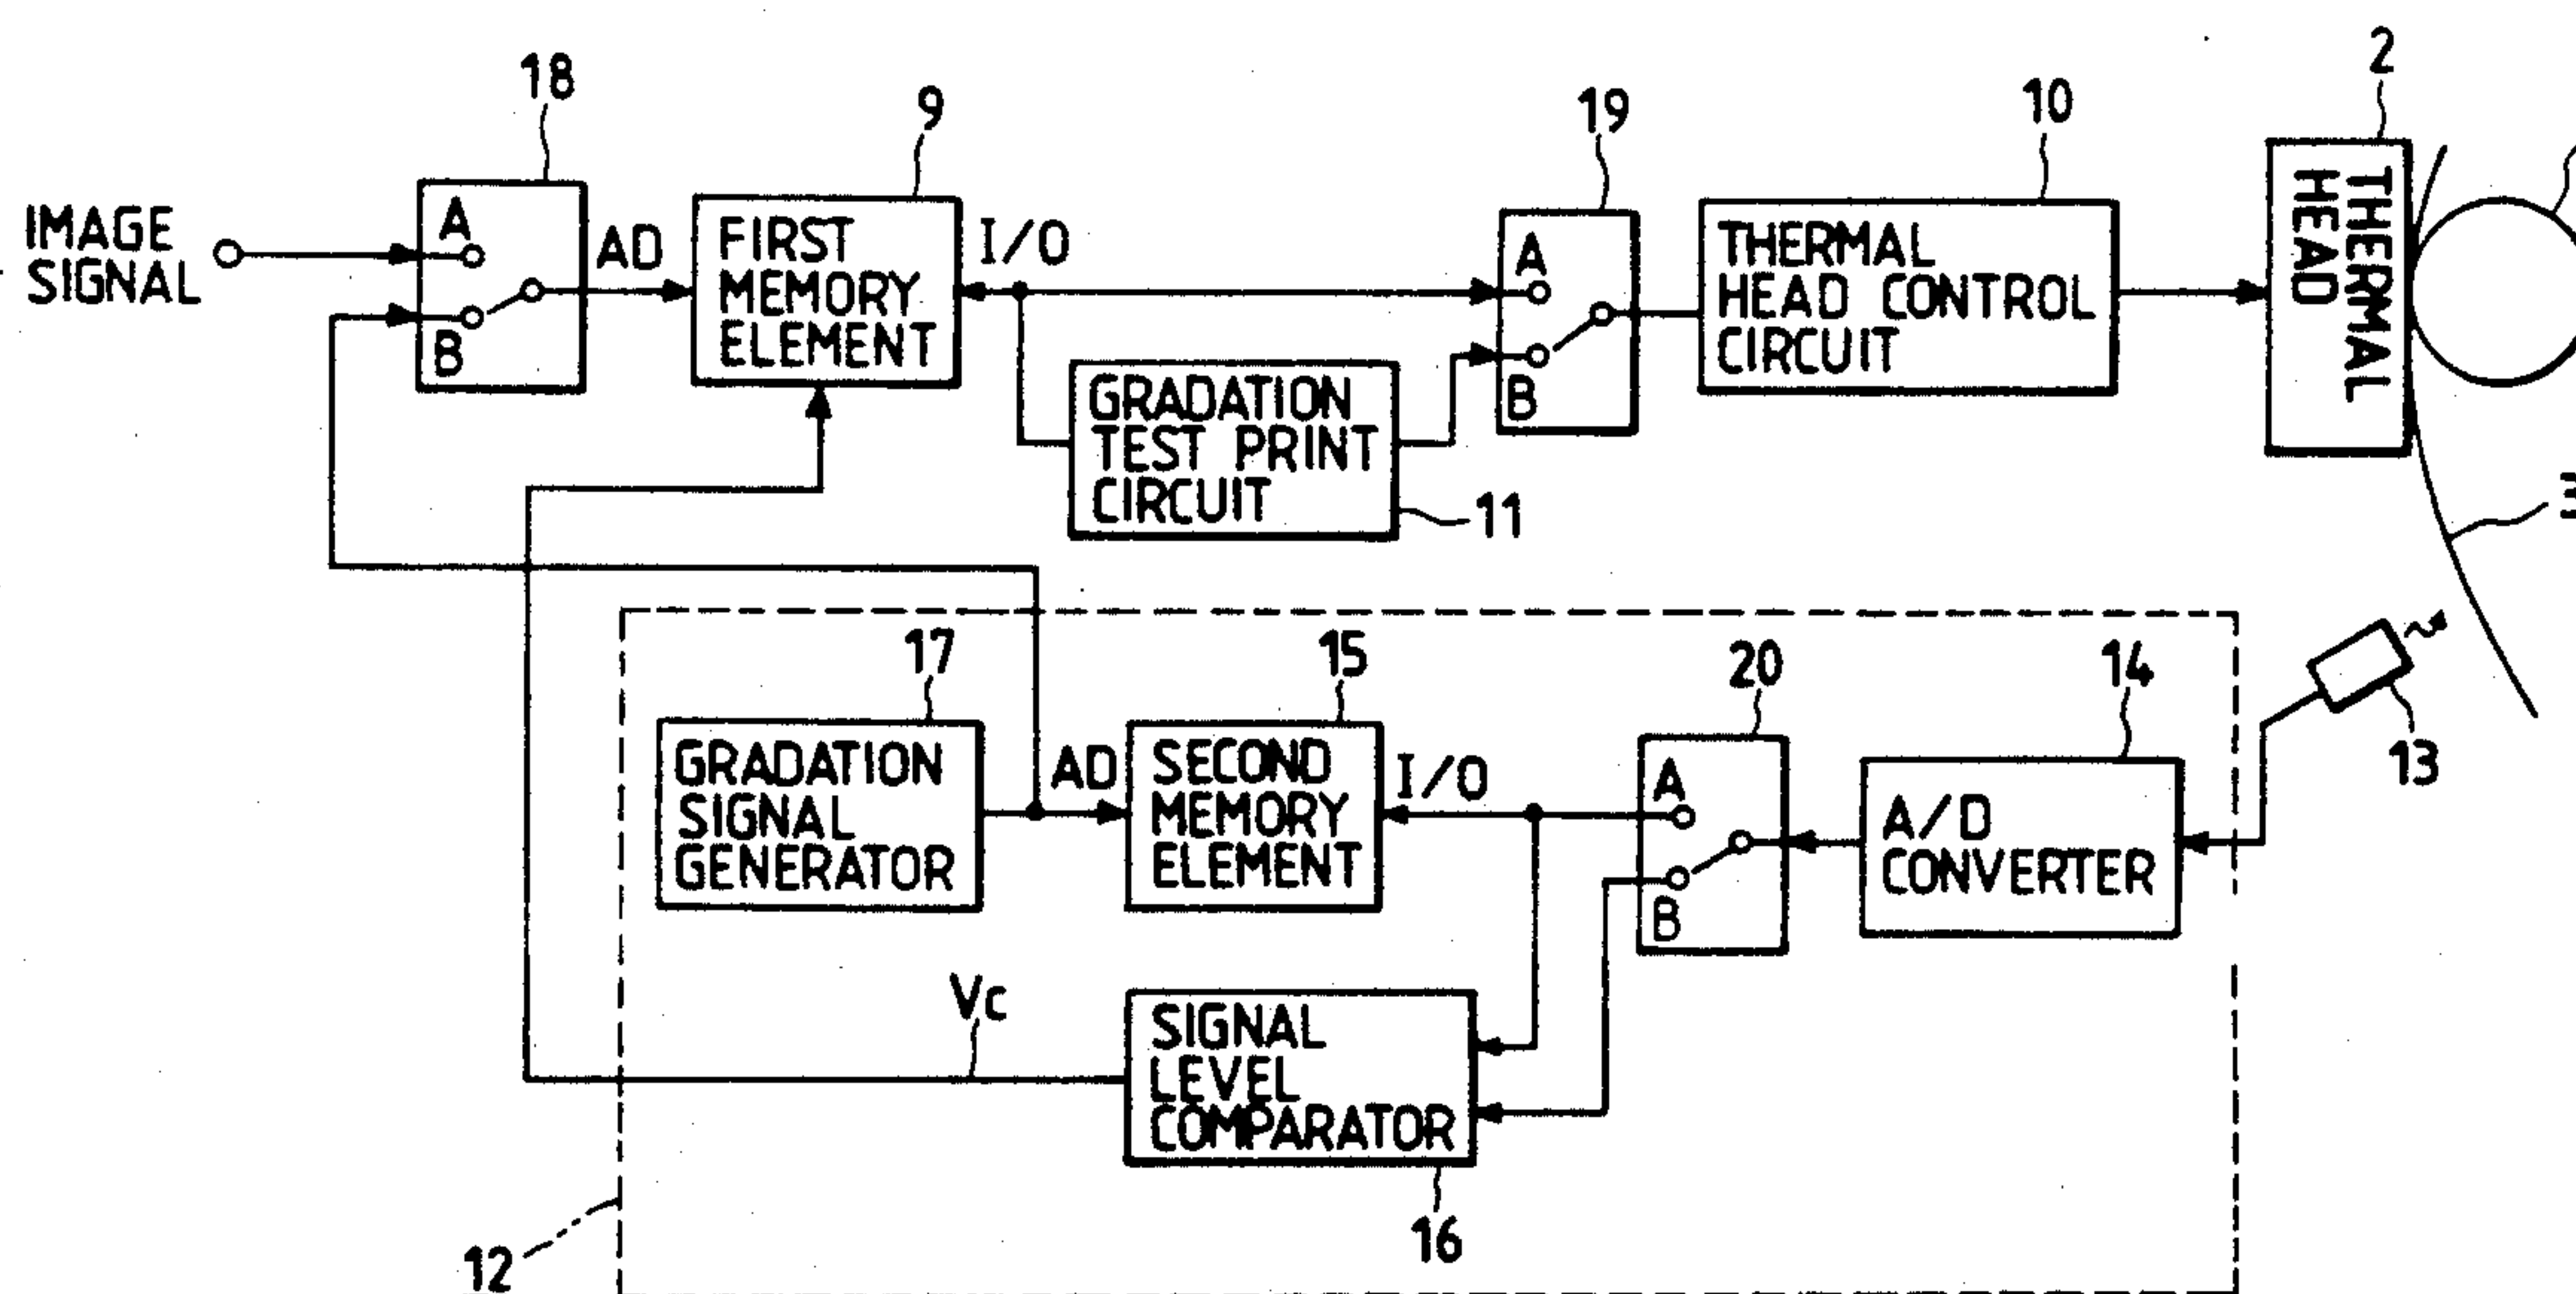 2
18
9
19
10
IMAGE
SIGNAL
A
B
AD
FIRST
MEMORY
ELEMENT
I/O
A
B
THERMAL
HEAD CONTROL
CIRCUIT
THERMAL
HEAD
GRADATION
TEST PRINT
CIRCUIT
11
17
15
20
14
13
GRADATION
SIGNAL
GENERATOR
AD
SECOND
MEMORY
ELEMENT
I/O
A
B
A/D
CONVERTER
Vc
SIGNAL
LEVEL
COMPARATOR
16
12